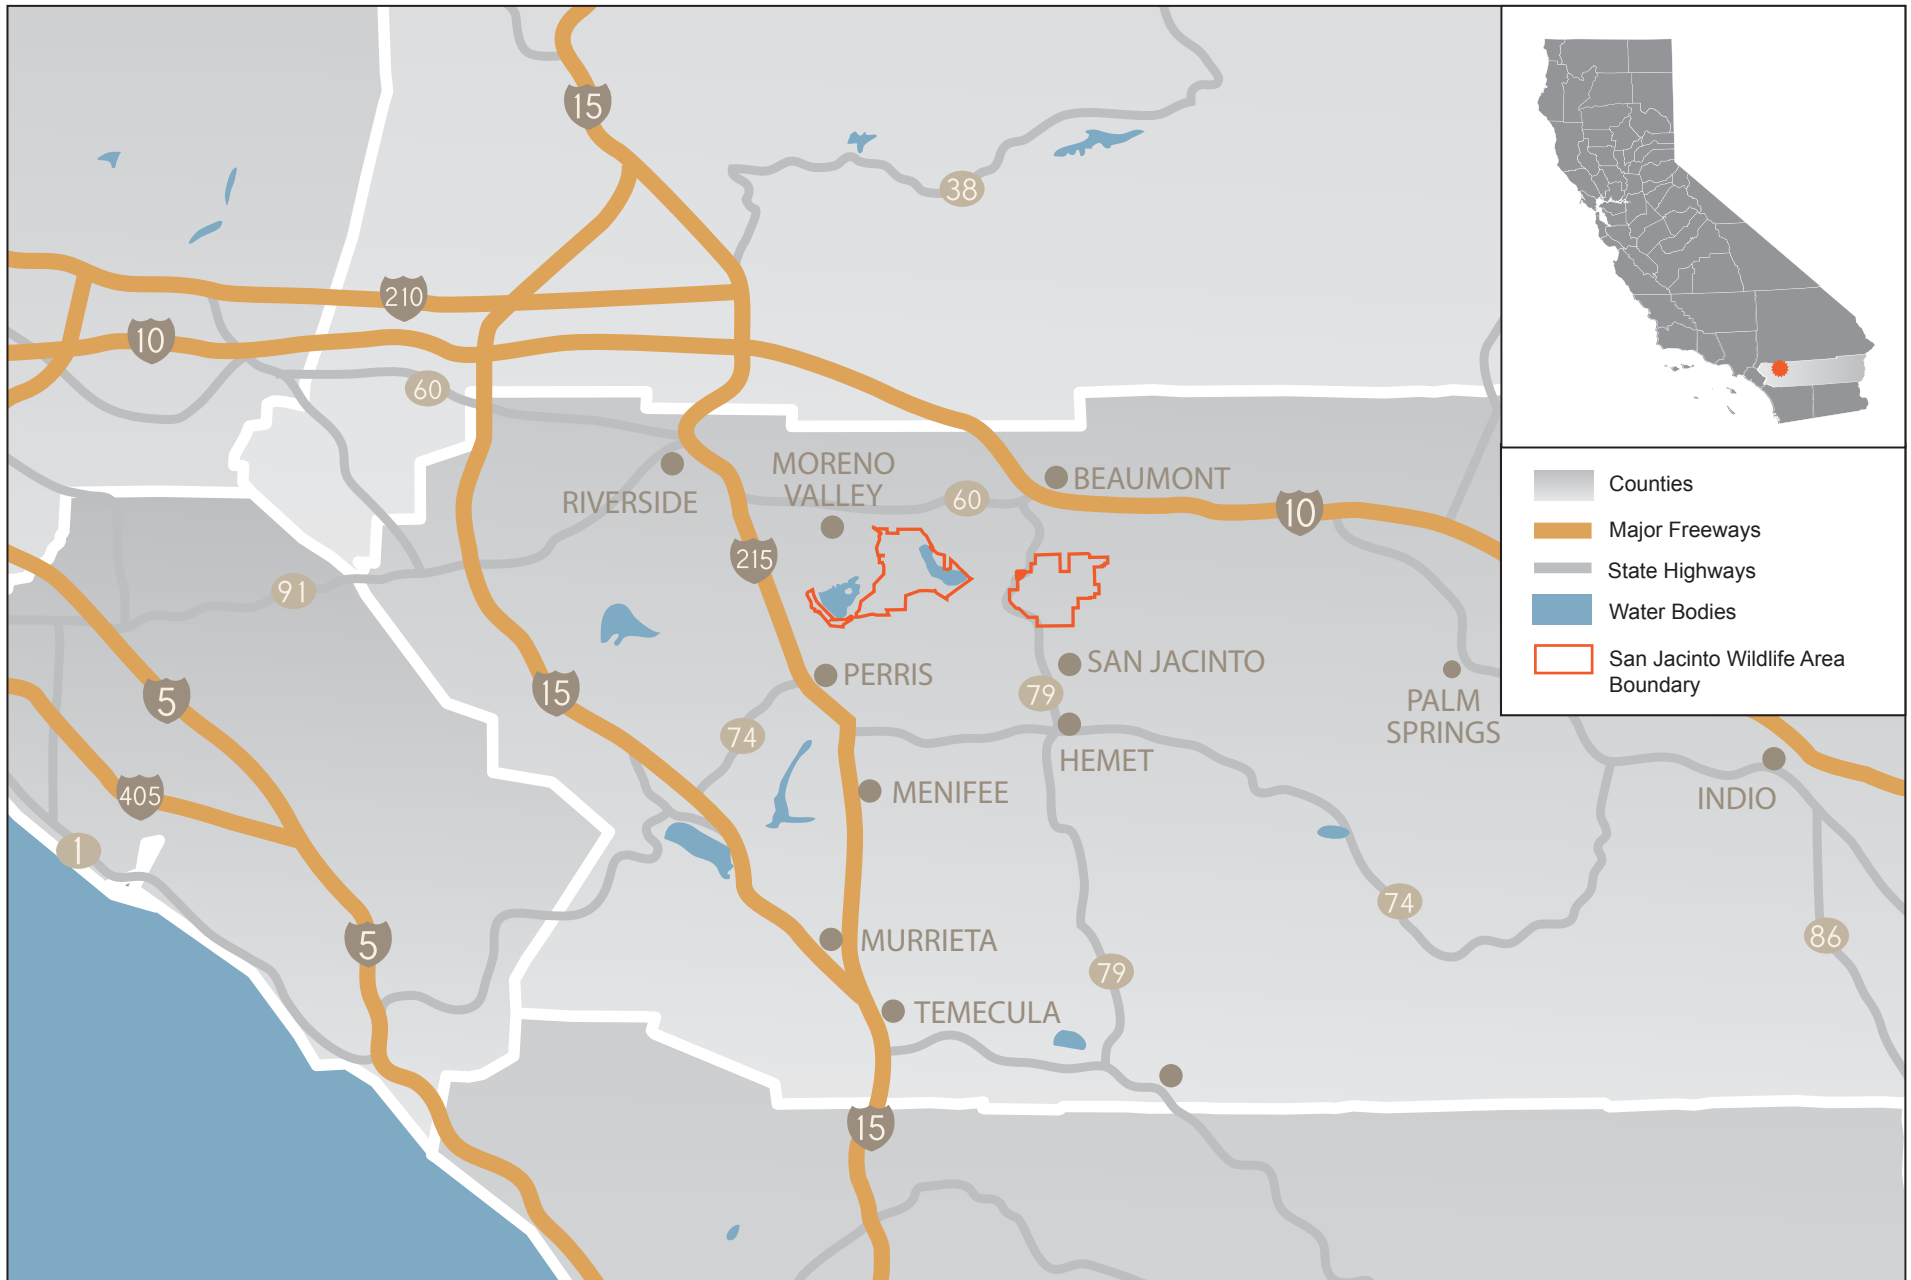 15
38
210
10
60
MORENO
VALLEY
BEAUMONT
RIVERSIDE
60
10
215
91
SAN JACINTO
PERRIS
79
5
15
PALM
SPRINGS
74
HEMET
405
MENIFEE
INDIO
1
74
5
MURRIETA
86
79
TEMECULA
15
Counties
Major Freeways
State Highways
Water Bodies
San Jacinto Wildlife Area
Boundary